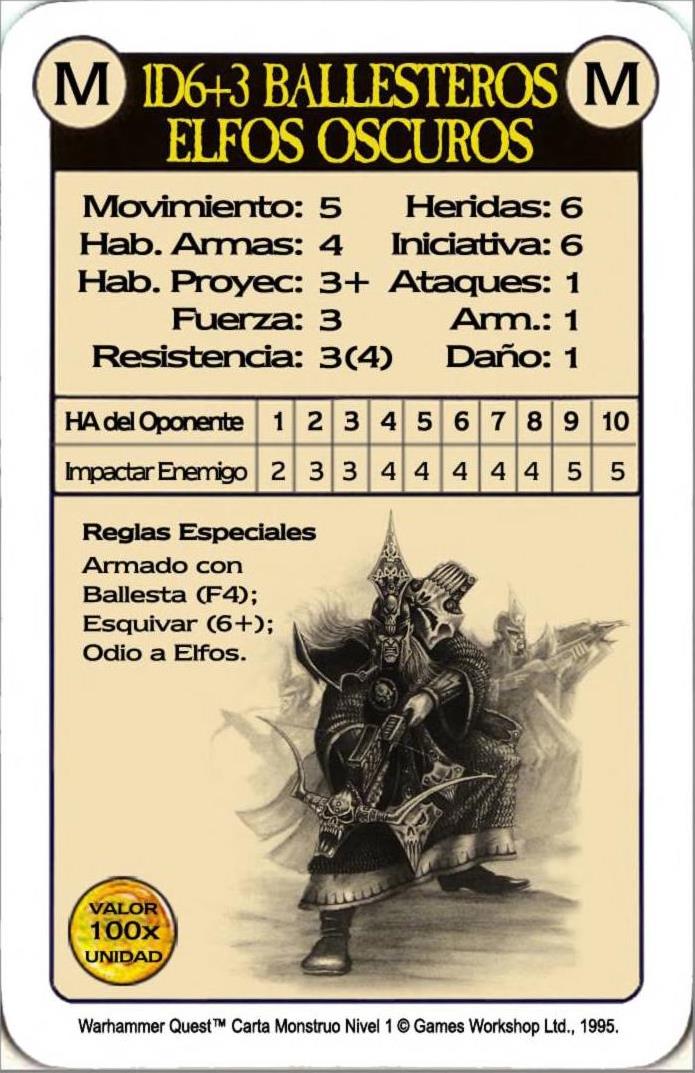 M 1D6+3 BALLESTEROS M
ELFOS OSCUROS
Movimiento: 5 Heridas: 6
Hab. Armas: 4 Iniciativa: 6
Hab. Proyec: 3+ Ataques: 1
Fuerza: 3 Arm.: 1
Resistencia: 3(4) Daño: 1
HA del Oponente 1 2 3 4 5 6 7 8 9 10
Impactar Enemigo 2 3 3 4 4 4 4 4 5 5
Reglas Especiales
Armado con
Ballesta (F4);
Esquivar (6+);
Odio a Elfos.
VALOR
100x
UNIDAD
Warhammer Quest™ Carta Monstruo Nivel 1 © Games Workshop Ltd., 1995.